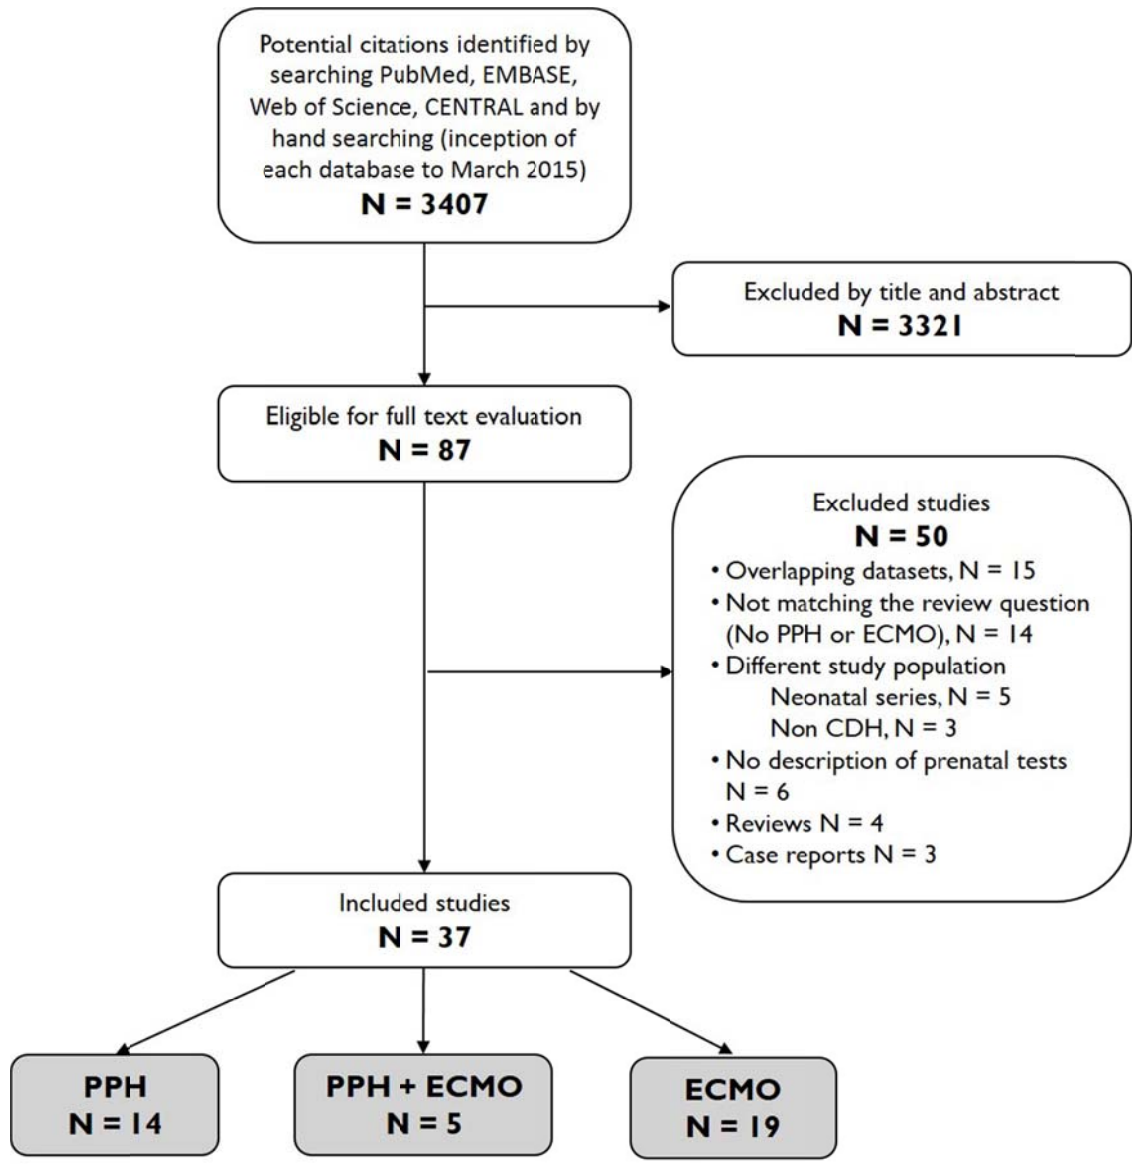 Potential citations identified by
searching PubMed, EMBASE,
Web of Science, CENTRAL and by
hand searching (inception of
each database to March 2015)
N = 3407
Excluded by title and abstract
N = 3321
Eligible for full text evaluation
N = 87
Excluded studies
N = 50
• Overlapping datasets, N = 15
• Not matching the review question
(No PPH or ECMO), N = 14
• Different study population
Neonatal series, N = 5
Non CDH, N = 3
• No description of prenatal tests
N = 6
• Reviews N = 4
• Case reports N = 3
Included studies
N = 37
PPH
N = 14
PPH + ECMO
N = 5
ECMO
N = 19